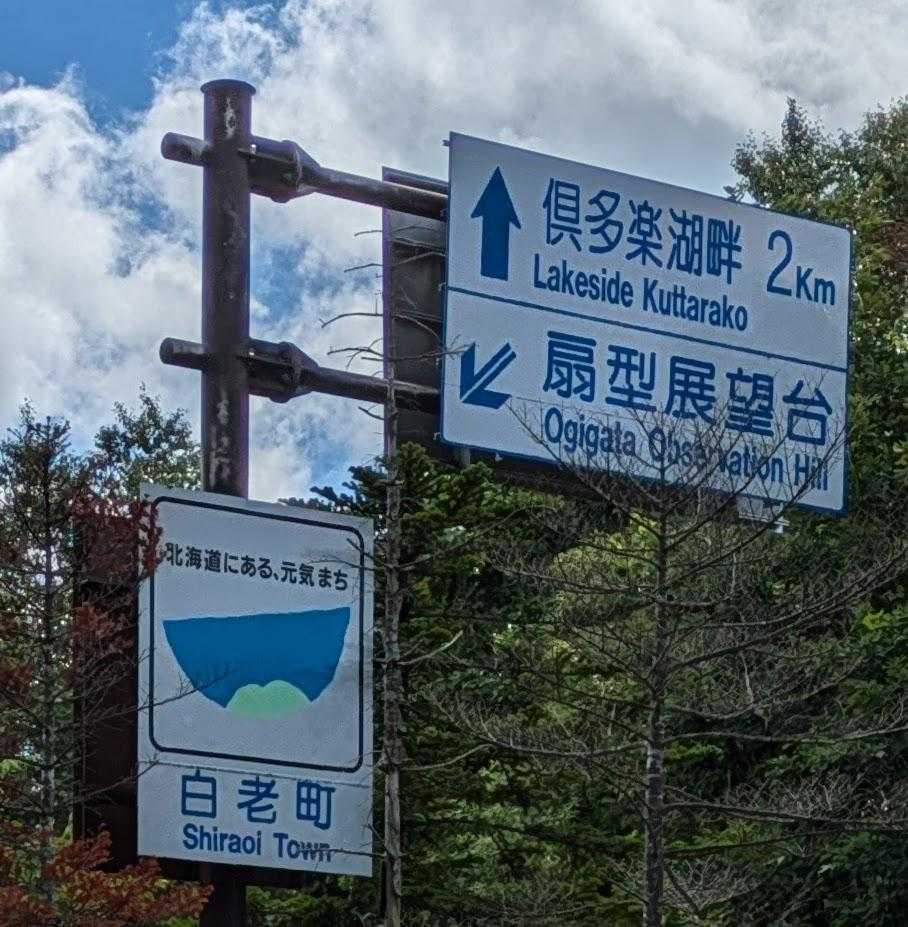 倶多楽湖畔 2Km
Lakeside Kuttarako
扇型展望台
Ogigata Observation Hill
北海道にある、元気まち
白老町
Shiraoi Town